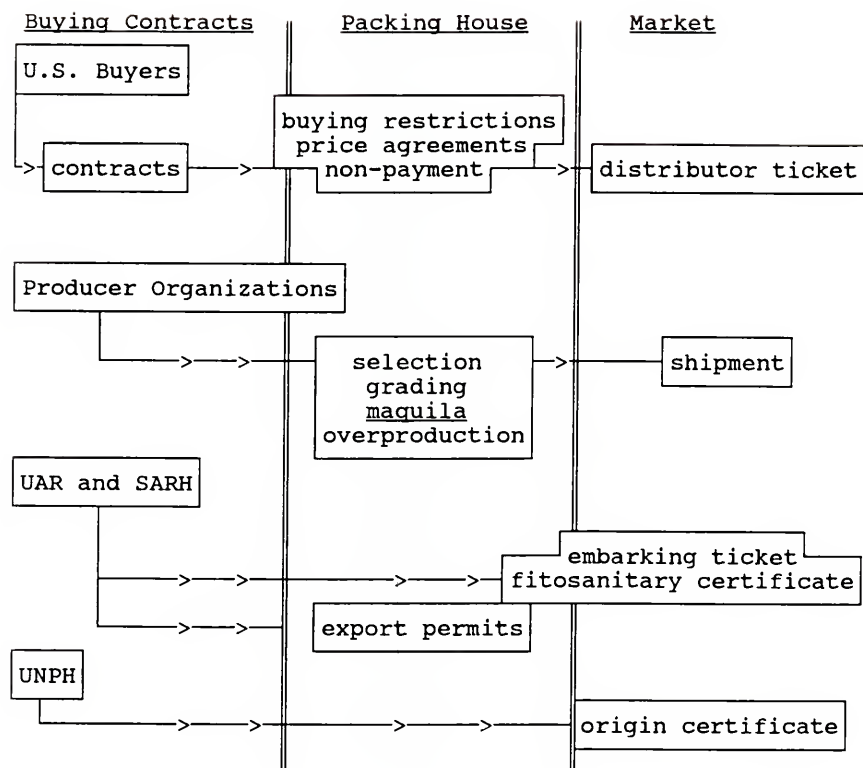 Buying Contracts
Packing House
Market
U.S. Buyers
buying restrictions
price agreements
non-payment
contracts
distributor ticket
Producer Organizations
selection
grading
maquila
overproduction
shipment
UAR and SARH
embarking ticket
fitosanitary certificate
export permits
UNPH
origin certificate